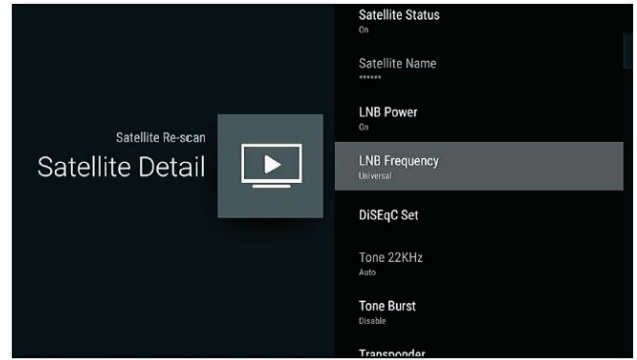 Satellite Re-scan
Satellite Detail
Satellite Status
On
Satellite Name
******
LNB Power
On
LNB Frequency
Universal
DiSEqC Set
Tone 22KHz
Auto
Tone Burst
Disable
Transponder